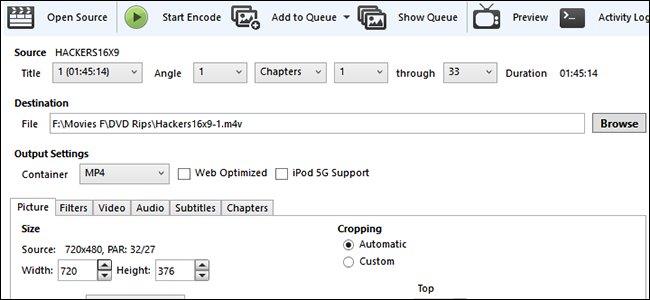 Open Source Start Encode Add to Queue Show Queue Preview Activity Log
Source HACKERS16X9
Title 1 (01:45:14) Angle 1 Chapters 1 through 33 Duration 01:45:14
Destination
File F:\Movies F\DVD Rips\Hackers16x9-1.m4v Browse
Output Settings
Container MP4 Web Optimized iPod 5G Support
Picture Filters Video Audio Subtitles Chapters
Size Cropping
Source: 720x480, PAR: 32/27 Automatic
Width: 720 Height: 376 Custom
Top